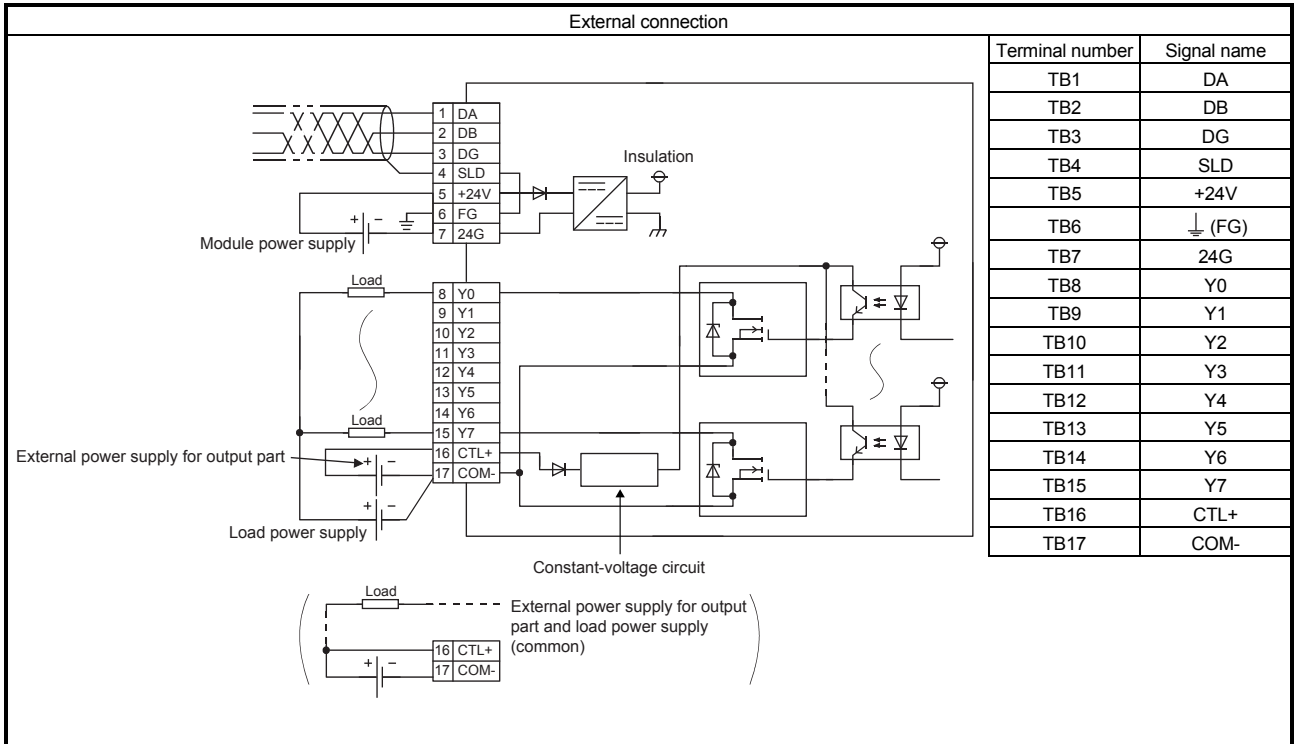 External connection
Terminal number Signal name
TB1 DA
TB2 DB
TB3 DG
TB4 SLD
TB5 +24V
TB6 ⏚ (FG)
TB7 24G
TB8 Y0
TB9 Y1
TB10 Y2
TB11 Y3
TB12 Y4
TB13 Y5
TB14 Y6
TB15 Y7
TB16 CTL+
TB17 COM-
1 DA
2 DB
3 DG
4 SLD
5 +24V
6 FG
7 24G
Insulation
+ −
Module power supply
Load
8 Y0
9 Y1
10 Y2
11 Y3
12 Y4
13 Y5
14 Y6
Load
15 Y7
16 CTL+
17 COM-
External power supply for output part
+ −
+ −
Load power supply
Constant-voltage circuit
Load
External power supply for output
part and load power supply
(common)
16 CTL+
17 COM-
+ −